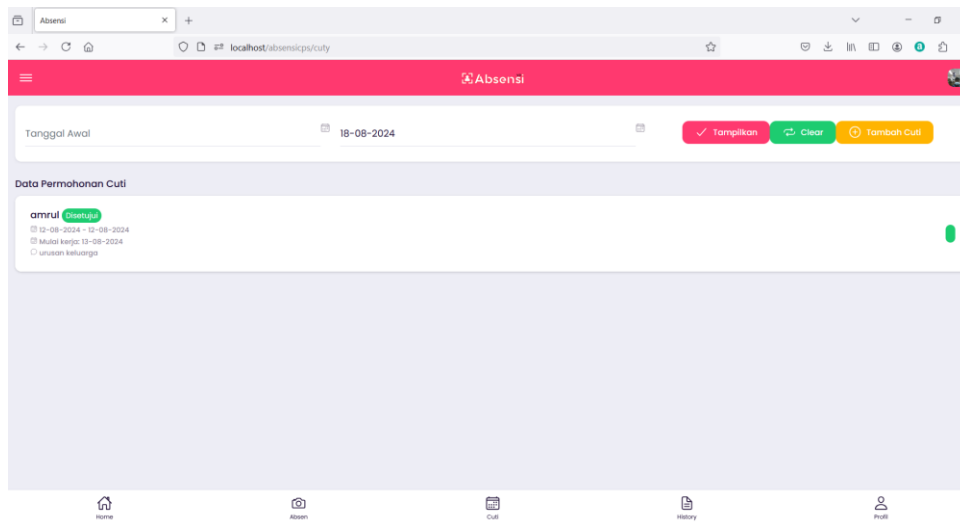 Absensi
localhost/absensicps/cuty
Absensi
Tanggal Awal
18-08-2024
Tampilkan
Clear
Tambah Cuti
Data Permohonan Cuti
amrul Disetujui
12-08-2024 - 12-08-2024
Mulai kerja: 13-08-2024
urusan keluarga
Home
Absen
Cuti
History
Profil